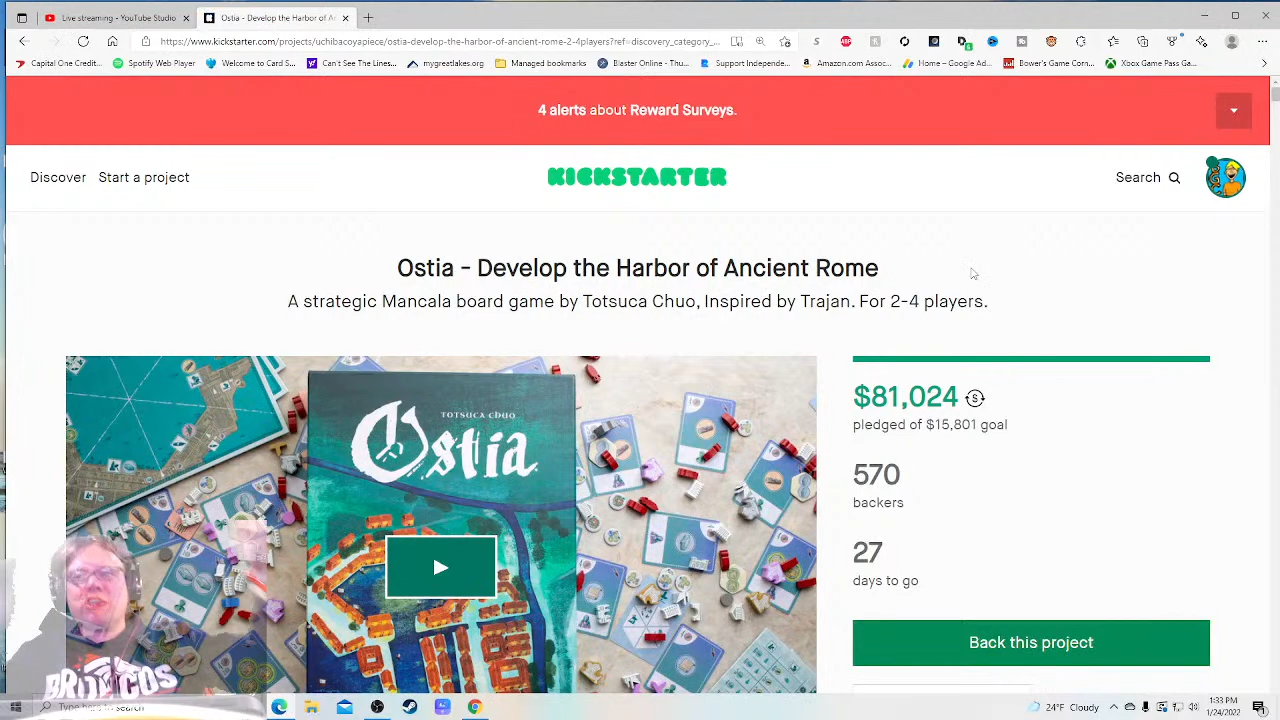 Live streaming - YouTube Studio
Ostia - Develop the Harbor of A
https://www.kickstarter.com/projects/uchibacoyapiece/ostia-develop-the-harbor-of-ancient-rome-2-4players?ref=discovery_category_...
Capital One Credit... Spotify Web Player Welcome to Card S... Can't See The Lines... mygreatlakes.org Managed bookmarks Blaster Online - Thu... Support Independe... Amazon.com Assoc... Home – Google Ad... Bower's Game Corn... Xbox Game Pass Ga...
4 alerts about Reward Surveys.
Discover Start a project KICKSTARTER Search
Ostia - Develop the Harbor of Ancient Rome
A strategic Mancala board game by Totsuca Chuo, Inspired by Trajan. For 2-4 players.
TOTSUCA CHUO
Ostia
$81,024
pledged of $15,801 goal
570
backers
27
days to go
Back this project
BRONCOS
Type here to search
24°F Cloudy
1:33 PM
1/24/2022